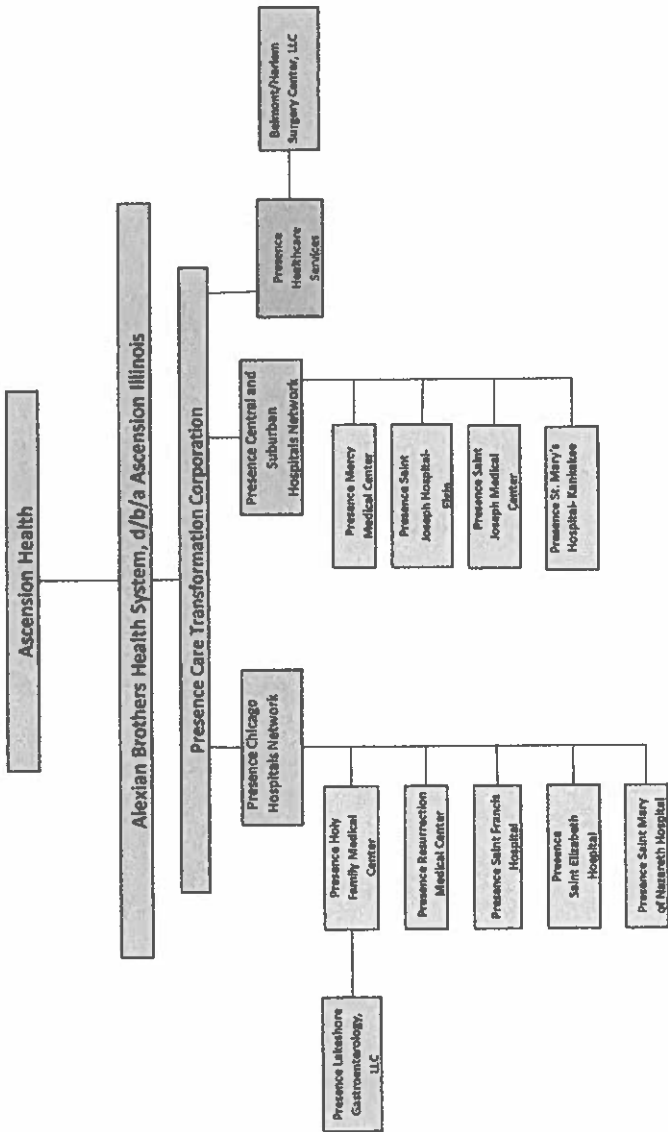 Ascension Health
Alexian Brothers Health System, d/b/a Ascension Illinois
Presence Care Transformation Corporation
Presence Chicago
Hospitals Network
Presence Central and
Suburban
Hospitals Network
Presence
Healthcare
Services
Belmont/Harlem
Surgery Center, LLC
Presence Lakeshore
Gastroenterology,
LLC
Presence Holy
Family Medical
Center
Presence Resurrection
Medical Center
Presence Saint Francis
Hospital
Presence
Saint Elizabeth
Hospital
Presence Saint Mary
of Nazareth Hospital
Presence Mercy
Medical Center
Presence Saint
Joseph Hospital-
Elgin
Presence Saint
Joseph Medical
Center
Presence St. Mary's
Hospital- Kankakee